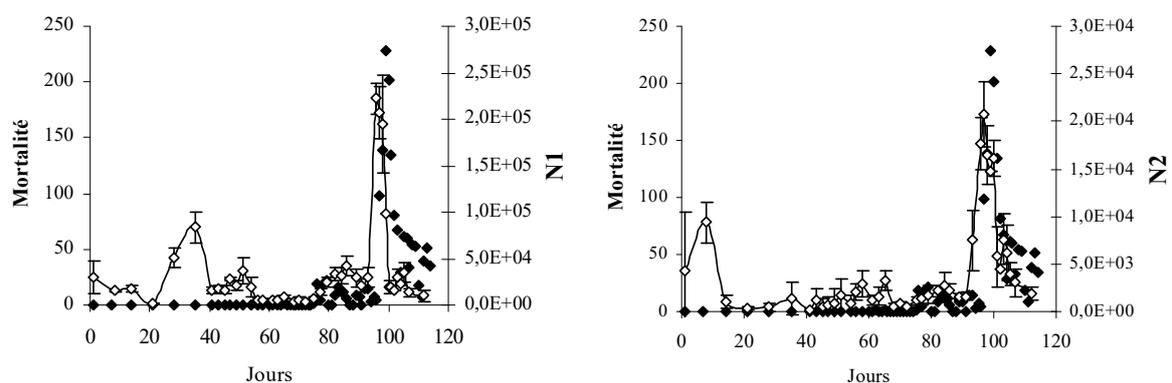 250
200
150
100
50
0
Mortalité
3,0E+05
2,5E+05
2,0E+05
1,5E+05
1,0E+05
5,0E+04
0,0E+00
N1
0 20 40 60 80 100 120
Jours
250
200
150
100
50
0
Mortalité
3,0E+04
2,5E+04
2,0E+04
1,5E+04
1,0E+04
5,0E+03
0,0E+00
N2
0 20 40 60 80 100 120
Jours